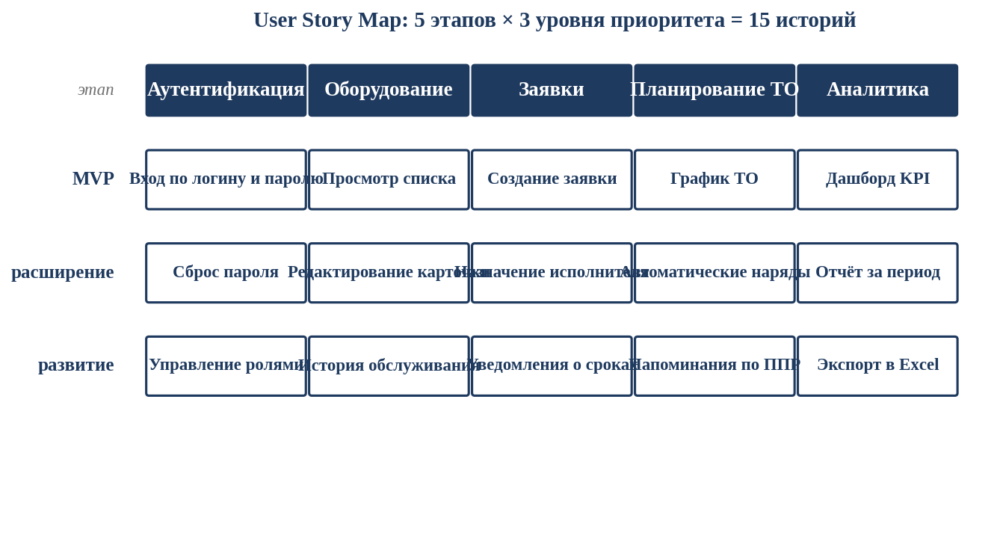 User Story Map: 5 этапов × 3 уровня приоритета = 15 историй
этап Аутентификация Оборудование Заявки Планирование ТО Аналитика
MVP Вход по логину и паролю Просмотр списка Создание заявки График ТО Дашборд KPI
расширение Сброс пароля Редактирование карточки Назначение исполнителя Автоматические наряды Отчёт за период
развитие Управление ролями История обслуживания Уведомления о сроках Напоминания по ППР Экспорт в Excel